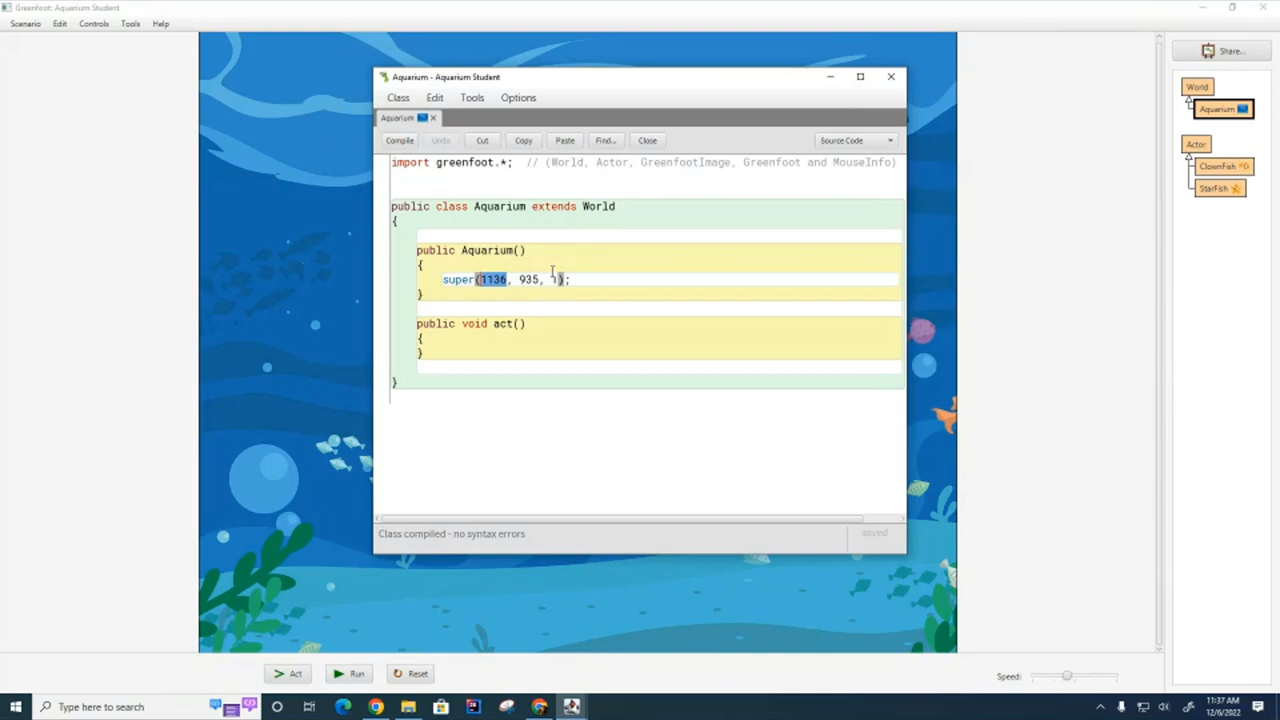 Greenfoot: Aquarium Student
Scenario Edit Controls Tools Help
Share...
World
Aquarium
Actor
ClownFish
StarFish
Aquarium - Aquarium Student
Class Edit Tools Options
Aquarium
Compile Undo Cut Copy Paste Find... Close Source Code
import greenfoot.*; // (World, Actor, GreenfootImage, Greenfoot and MouseInfo)
public class Aquarium extends World
{
public Aquarium()
{
super(1136, 935, 1);
}
public void act()
{
}
}
Class compiled - no syntax errors
saved
Act Run Reset
Speed:
Type here to search
11:37 AM
12/6/2022